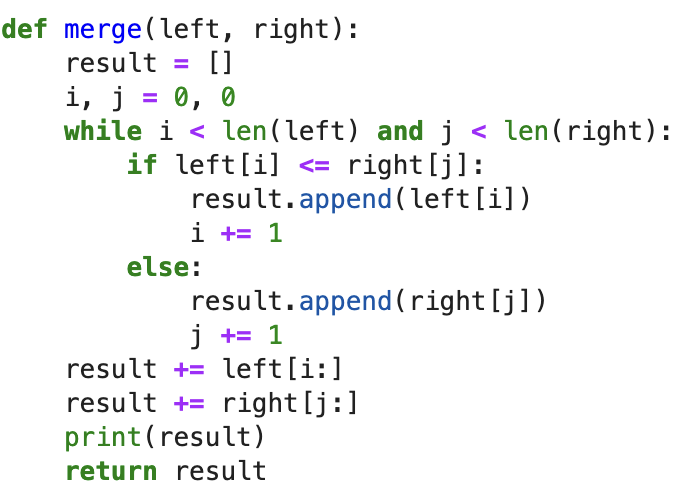 def merge(left, right):
    result = []
    i, j = 0, 0
    while i < len(left) and j < len(right):
        if left[i] <= right[j]:
            result.append(left[i])
            i += 1
        else:
            result.append(right[j])
            j += 1
    result += left[i:]
    result += right[j:]
    print(result)
    return result